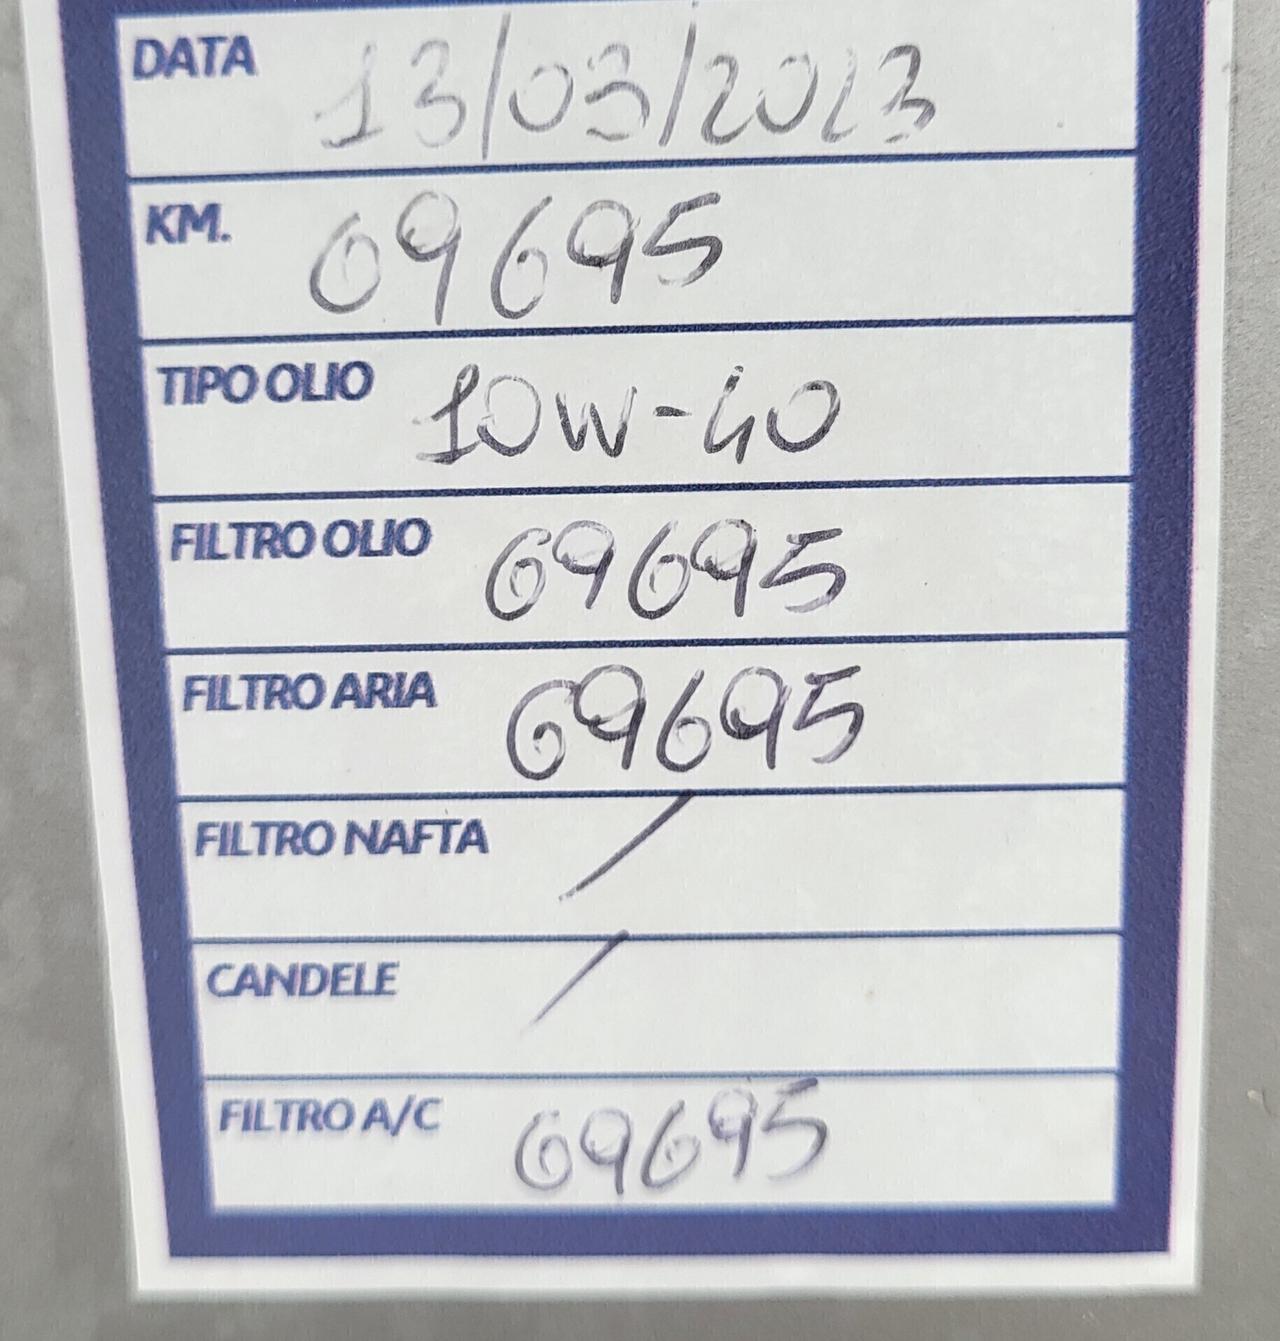 DATA 13/03/2023
KM. 69695
TIPO OLIO 10W-40
FILTRO OLIO 69695
FILTRO ARIA 69695
FILTRO NAFTA /
CANDELE /
FILTRO A/C 69695